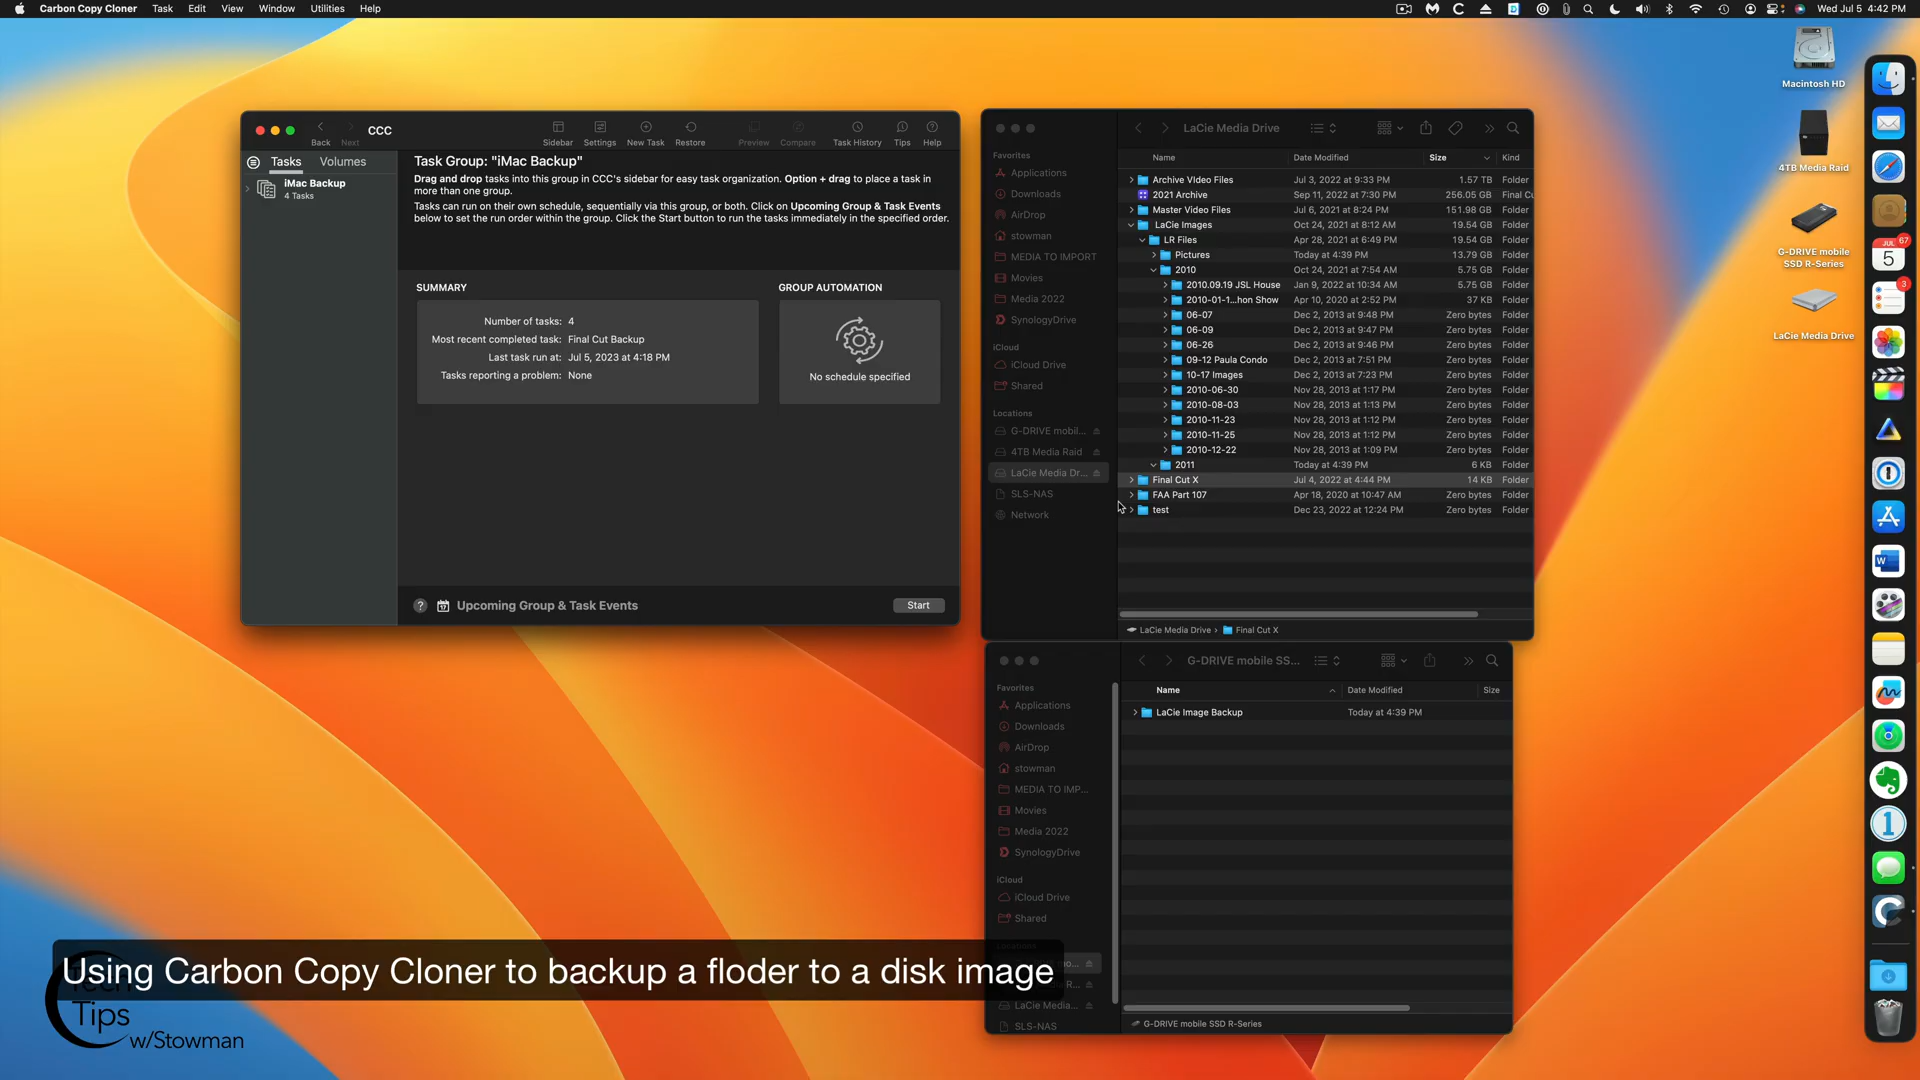 Carbon Copy Cloner Task Edit View Window Utilities Help
Wed Jul 5 4:42 PM
CCC
Back Next
Sidebar Settings New Task Restore Preview Compare Task History Tips Help
Tasks Volumes
iMac Backup
4 Tasks
Task Group: "iMac Backup"
Drag and drop tasks into this group in CCC's sidebar for easy task organization. Option + drag to place a task in
more than one group.
Tasks can run on their own schedule, sequentially via this group, or both. Click on Upcoming Group & Task Events
below to set the run order within the group. Click the Start button to run the tasks immediately in the specified order.
SUMMARY
Number of tasks: 4
Most recent completed task: Final Cut Backup
Last task run at: Jul 5, 2023 at 4:18 PM
Tasks reporting a problem: None
GROUP AUTOMATION
No schedule specified
? 17 Upcoming Group & Task Events
Start
LaCie Media Drive
Favorites
Applications
Downloads
AirDrop
stowman
MEDIA TO IMPORT
Movies
Media 2022
SynologyDrive
iCloud
iCloud Drive
Shared
Locations
G-DRIVE mobil...
4TB Media Raid
LaCie Media Dr...
SLS-NAS
Network
Name Date Modified Size Kind
Archive VIdeo Files Jul 3, 2022 at 9:33 PM 1.57 TB Folder
2021 Archive Sep 11, 2022 at 7:30 PM 256.05 GB Final Cu
Master Video Files Jul 6, 2021 at 8:24 PM 151.98 GB Folder
LaCie Images Oct 24, 2021 at 8:12 AM 19.54 GB Folder
LR Files Apr 28, 2021 at 6:49 PM 19.54 GB Folder
Pictures Today at 4:39 PM 13.79 GB Folder
2010 Oct 24, 2021 at 7:54 AM 5.75 GB Folder
2010.09.19 JSL House Jan 9, 2022 at 10:34 AM 5.75 GB Folder
2010-01-1...hon Show Apr 10, 2020 at 2:52 PM 37 KB Folder
06-07 Dec 2, 2013 at 9:48 PM Zero bytes Folder
06-09 Dec 2, 2013 at 9:47 PM Zero bytes Folder
06-26 Dec 2, 2013 at 9:46 PM Zero bytes Folder
09-12 Paula Condo Dec 2, 2013 at 7:51 PM Zero bytes Folder
10-17 Images Dec 2, 2013 at 7:23 PM Zero bytes Folder
2010-06-30 Nov 28, 2013 at 1:17 PM Zero bytes Folder
2010-08-03 Nov 28, 2013 at 1:13 PM Zero bytes Folder
2010-11-23 Nov 28, 2013 at 1:12 PM Zero bytes Folder
2010-11-25 Nov 28, 2013 at 1:12 PM Zero bytes Folder
2010-12-22 Nov 28, 2013 at 1:09 PM Zero bytes Folder
2011 Today at 4:39 PM 6 KB Folder
Final Cut X Jul 4, 2022 at 4:44 PM 14 KB Folder
FAA Part 107 Apr 18, 2020 at 10:47 AM Zero bytes Folder
test Dec 23, 2022 at 12:24 PM Zero bytes Folder
LaCie Media Drive › Final Cut X
G-DRIVE mobile SS...
Favorites
Applications
Downloads
AirDrop
stowman
MEDIA TO IMP...
Movies
Media 2022
SynologyDrive
iCloud
iCloud Drive
Shared
Locations
LaCie Media...
SLS-NAS
Name Date Modified Size
LaCie Image Backup Today at 4:39 PM
G-DRIVE mobile SSD R-Series
Macintosh HD
4TB Media Raid
G-DRIVE mobile
SSD R-Series
LaCie Media Drive
JUL
5
67
3
Using Carbon Copy Cloner to backup a floder to a disk image
Tech
Tips
w/Stowman